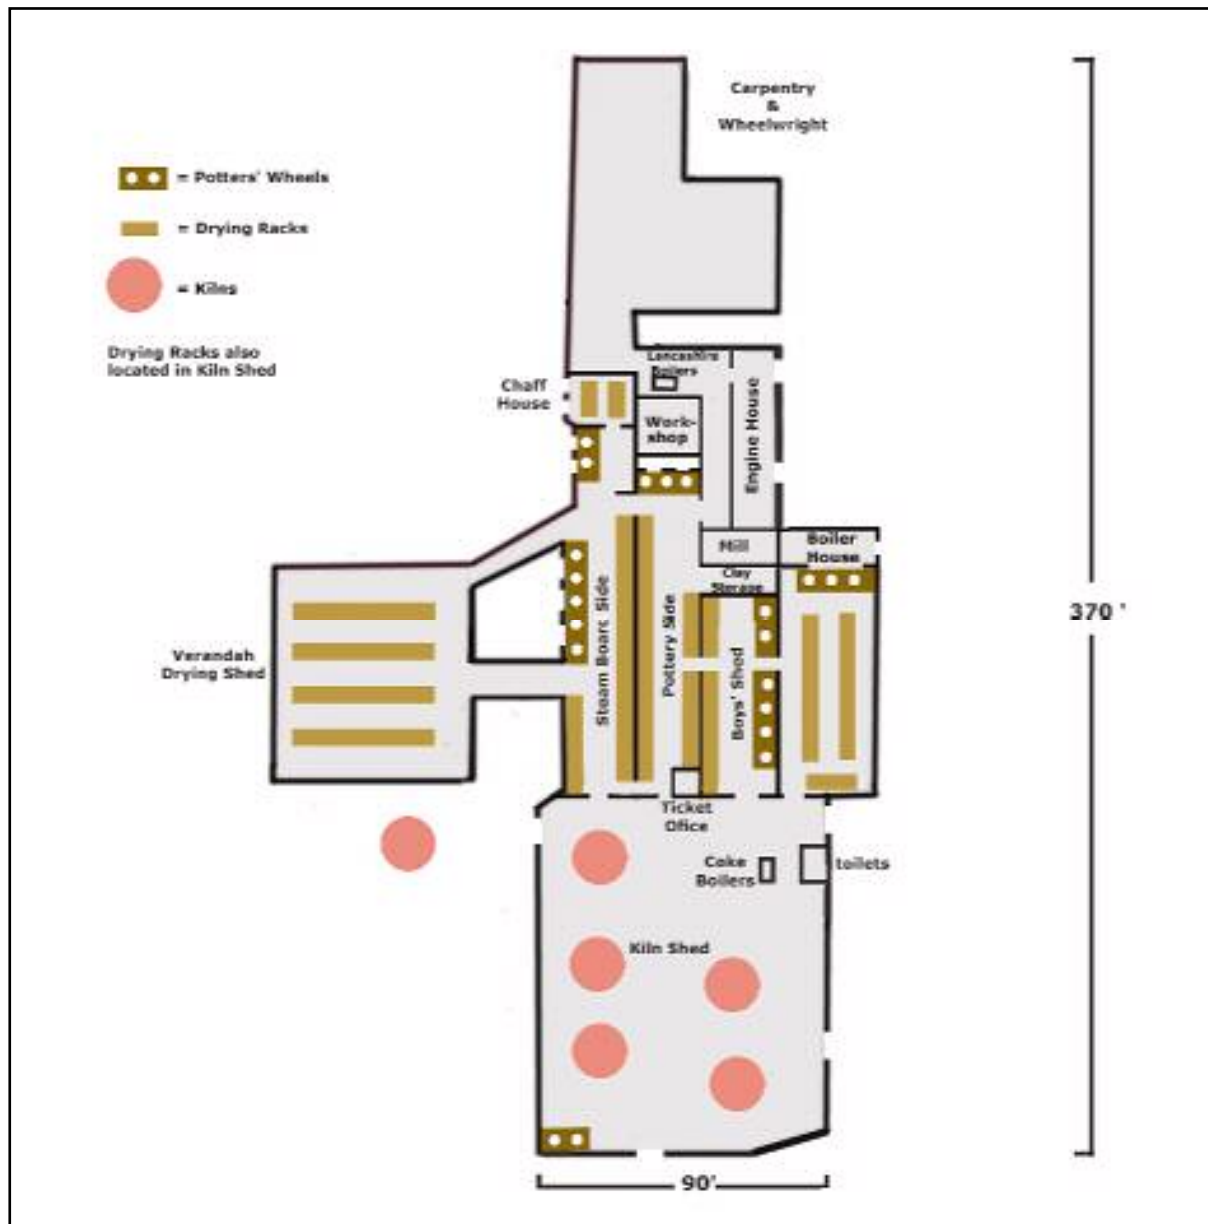 Carpentry
&
Wheelwright
= Potters' Wheels
= Drying Racks
= Kilns
Drying Racks also
located in Kiln Shed
Lancashire
Boilers
Chaff
House
Work-
shop
Engine House
Mill
Boiler
House
Clay
Storage
Steam Board Side
Pottery Side
Boys' Shed
Verandah
Drying Shed
370 '
Ticket
Ofice
Coke
Boilers
toilets
Kiln Shed
90'